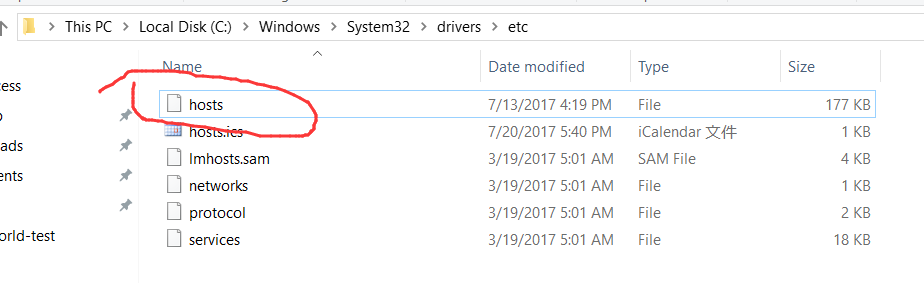 This PC > Local Disk (C:) > Windows > System32 > drivers > etc
Name Date modified Type Size
cess
hosts 7/13/2017 4:19 PM File 177 KB
hosts.ics 7/20/2017 5:40 PM iCalendar 文件 1 KB
ads lmhosts.sam 3/19/2017 5:01 AM SAM File 4 KB
ents networks 3/19/2017 5:01 AM File 1 KB
protocol 3/19/2017 5:01 AM File 2 KB
orld-test services 3/19/2017 5:01 AM File 18 KB